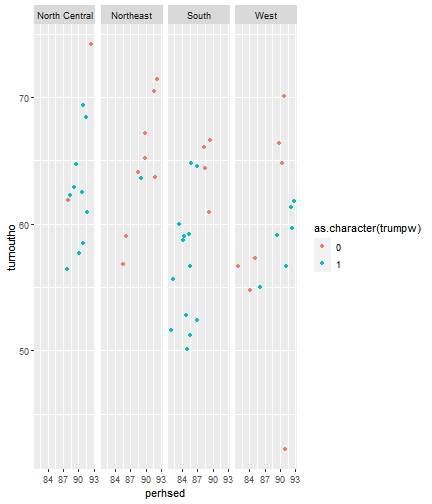 North Central Northeast South West
70
60
50
turnoutho
84 87 90 93 84 87 90 93 84 87 90 93 84 87 90 93
perhsed
as.character(trumpw)
0
1